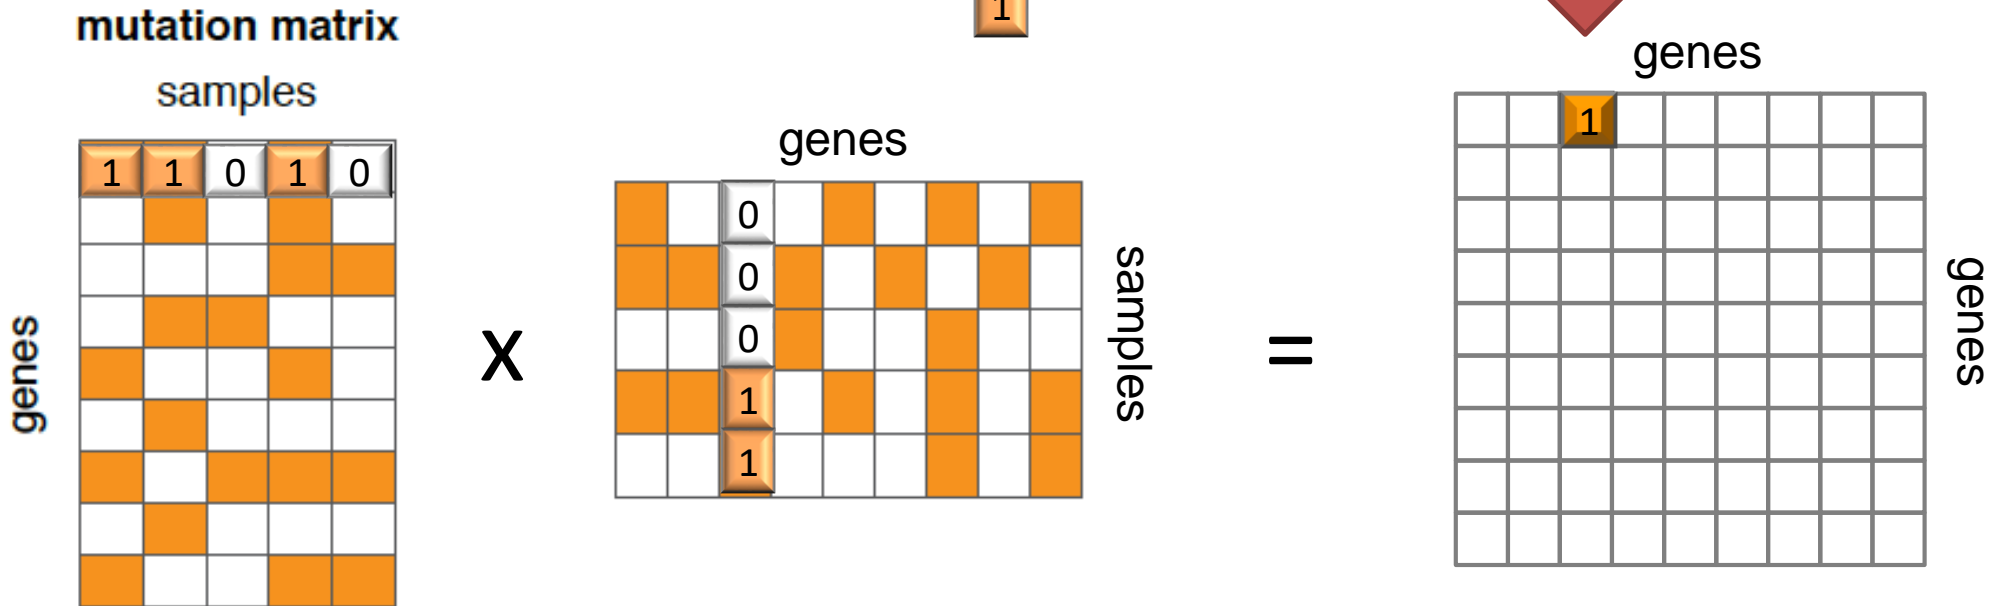 mutation matrix
samples
1 1 0 1 0
genes
x
1
genes
0
0
0
1
1
samples
=
genes
1
genes